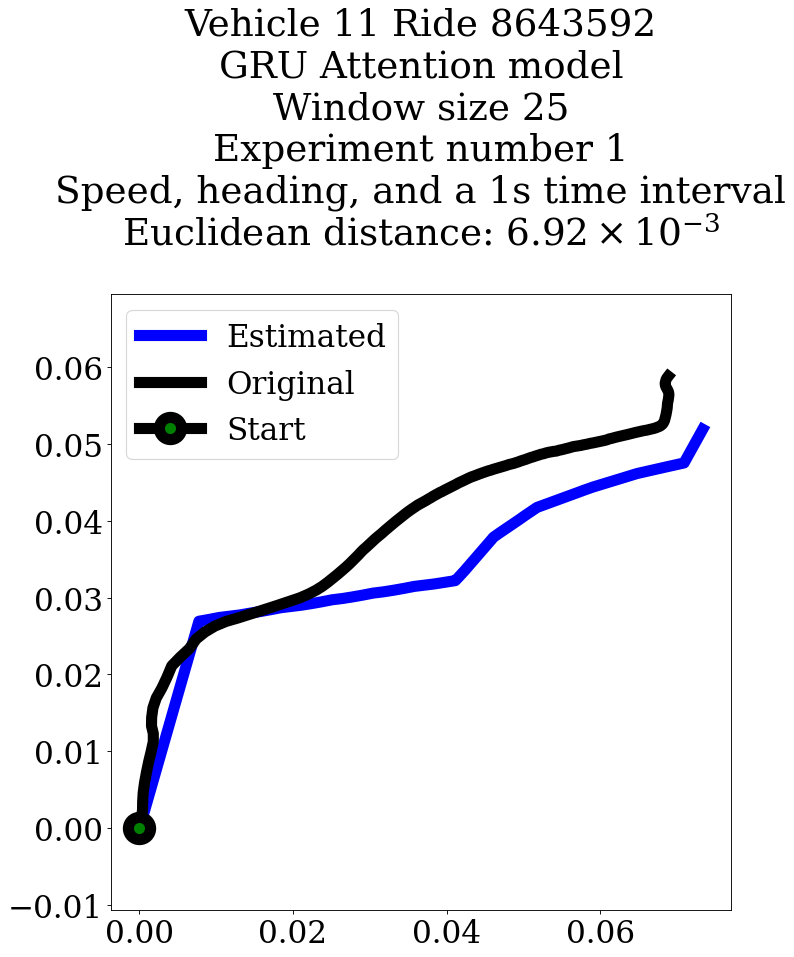 Vehicle 11 Ride 8643592
GRU Attention model
Window size 25
Experiment number 1
Speed, heading, and a 1s time interval
Euclidean distance: 6.92 × 10⁻³
Estimated
Original
Start
0.06
0.05
0.04
0.03
0.02
0.01
0.00
−0.01
0.00 0.02 0.04 0.06